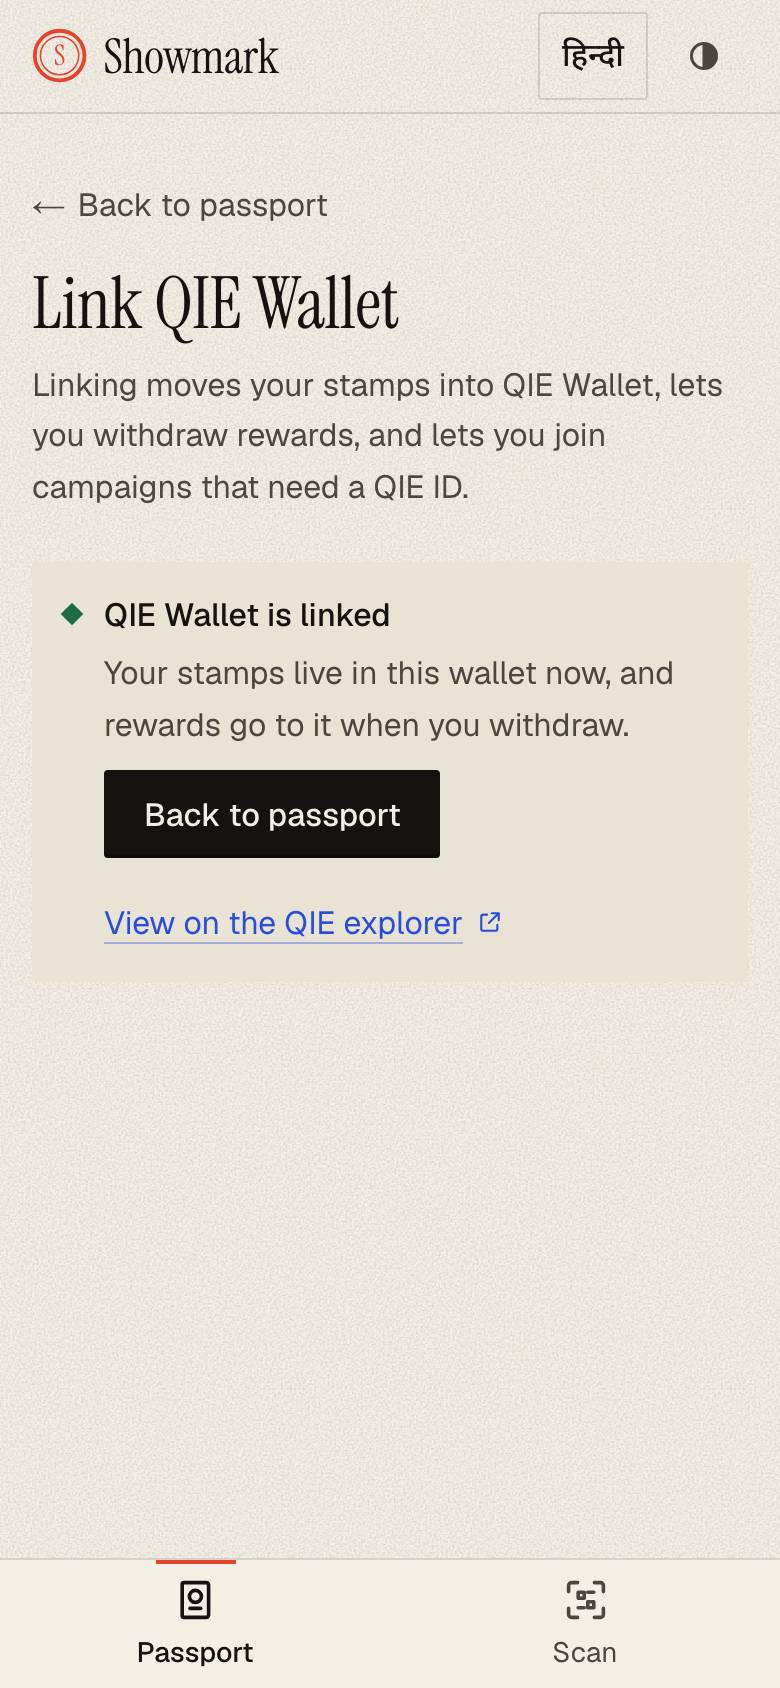 S
Showmark
हिन्दी
← Back to passport
Link QIE Wallet
Linking moves your stamps into QIE Wallet, lets
you withdraw rewards, and lets you join
campaigns that need a QIE ID.
QIE Wallet is linked
Your stamps live in this wallet now, and
rewards go to it when you withdraw.
Back to passport
View on the QIE explorer
Passport
Scan